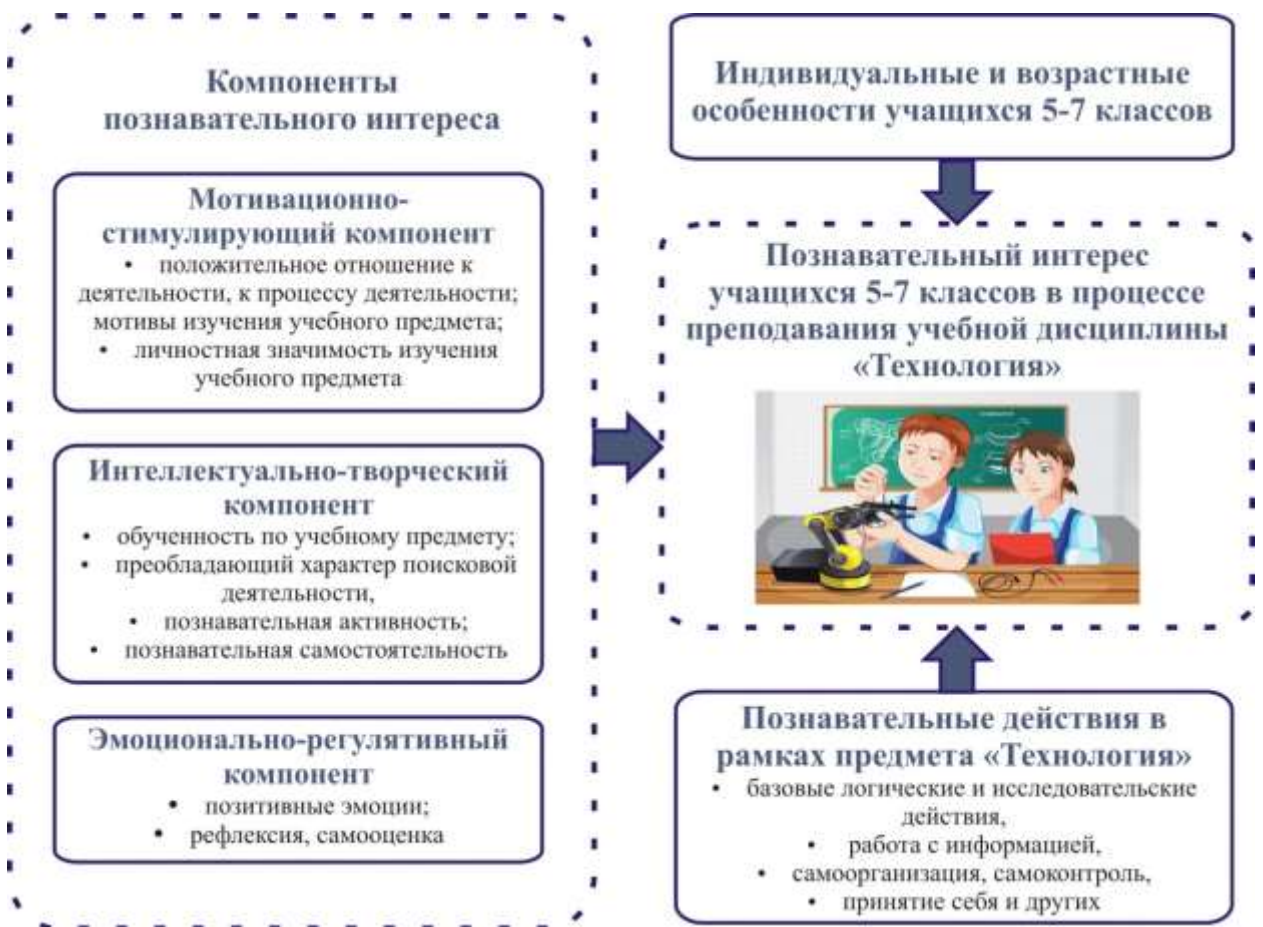 Компоненты
познавательного интереса
Мотивационно-
стимулирующий компонент
• положительное отношение к
деятельности, к процессу деятельности;
мотивы изучения учебного предмета;
• личностная значимость изучения
учебного предмета
Интеллектуально-творческий
компонент
• обученность по учебному предмету;
• преобладающий характер поисковой
деятельности,
• познавательная активность;
• познавательная самостоятельность
Эмоционально-регулятивный
компонент
• позитивные эмоции;
• рефлексия, самооценка
Индивидуальные и возрастные
особенности учащихся 5-7 классов
Познавательный интерес
учащихся 5-7 классов в процессе
преподавания учебной дисциплины
«Технология»
Познавательные действия в
рамках предмета «Технология»
• базовые логические и исследовательские
действия,
• работа с информацией,
• самоорганизация, самоконтроль,
• принятие себя и других